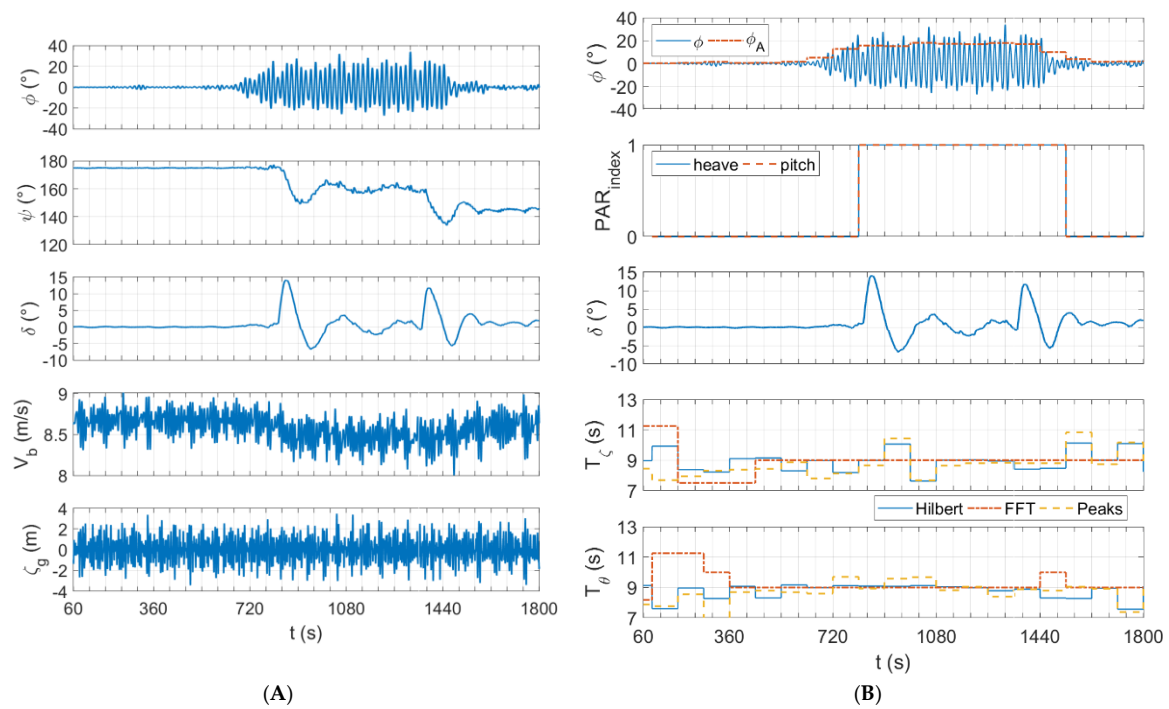 40
20
0
-20
-40
ϕ (°)
180
160
140
120
ψ (°)
15
10
5
0
-5
-10
δ (°)
9
8.5
8
V_b (m/s)
4
2
0
-2
-4
ζ_g (m)
60 360 720 1080 1440 1800
t (s)
(A)
40
20
0
-20
-40
ϕ (°)
ϕ ϕ_A
1
0
PAR_index
heave pitch
15
10
5
0
-5
-10
δ (°)
13
11
9
7
T_ζ (s)
Hilbert FFT Peaks
13
11
9
7
T_θ (s)
60 360 720 1080 1440 1800
t (s)
(B)